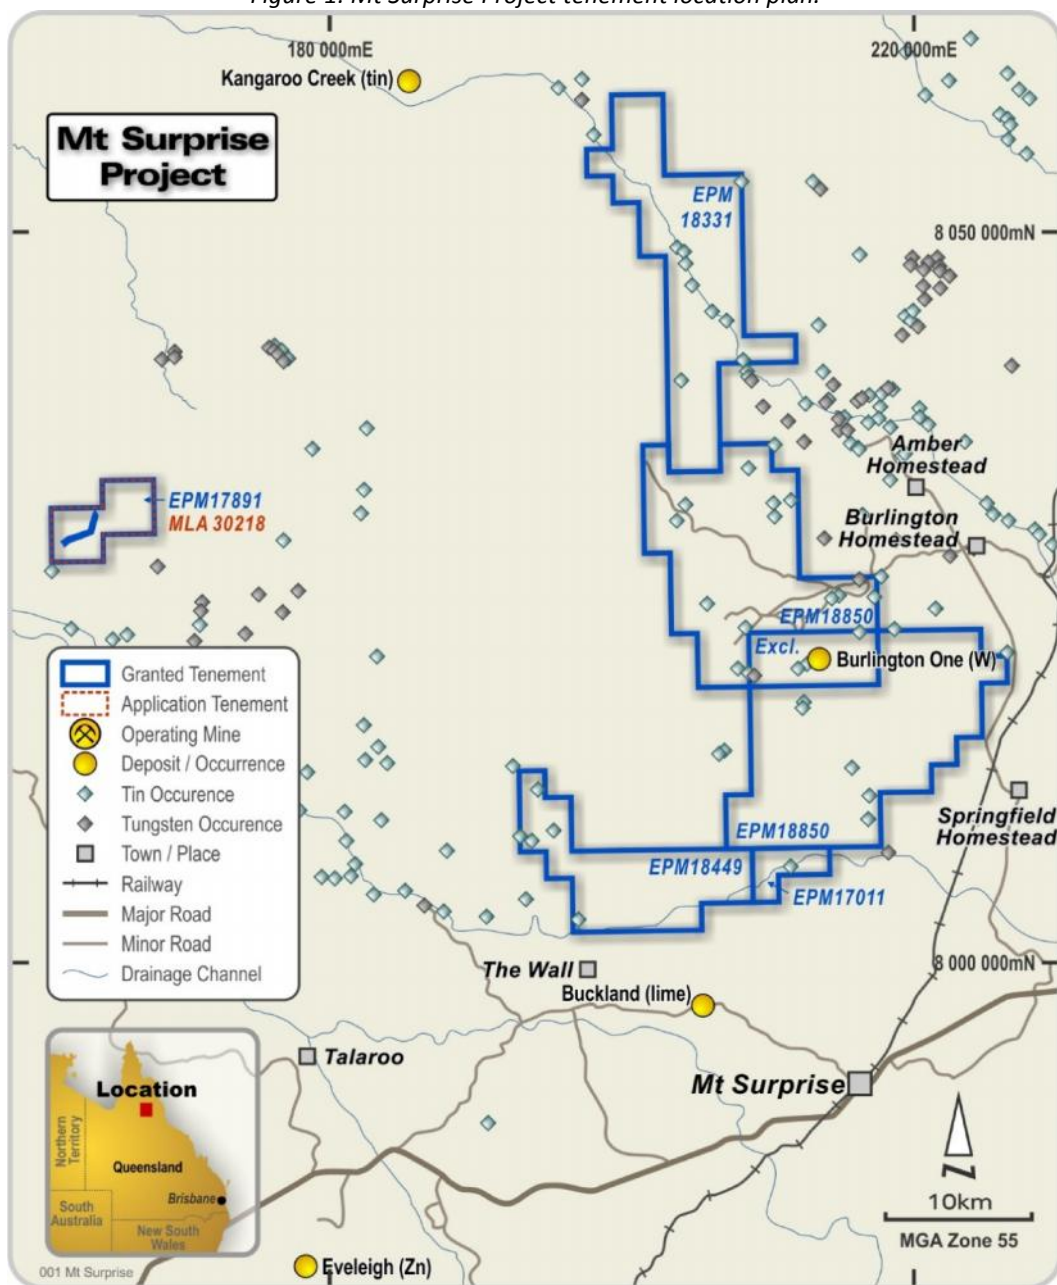 Figure 1: Mt Surprise Project tenement location plan.
180 000mE
220 000mE
Kangaroo Creek (tin)
Mt Surprise
Project
EPM
18331
8 050 000mN
Amber
Homestead
EPM17891
MLA 30218
Burlington
Homestead
EPM18850
Excl.
Burlington One (W)
Granted Tenement
Application Tenement
Operating Mine
Deposit / Occurrence
Tin Occurence
Tungsten Occurence
Town / Place
Railway
Major Road
Minor Road
Drainage Channel
Springfield
Homestead
EPM18850
EPM18449
EPM17011
8 000 000mN
The Wall
Buckland (lime)
Talaroo
Mt Surprise
Location
Northern
Territory
Queensland
Brisbane
South
Australia
New South
Wales
N
10km
MGA Zone 55
Eveleigh (Zn)
001 Mt Surprise